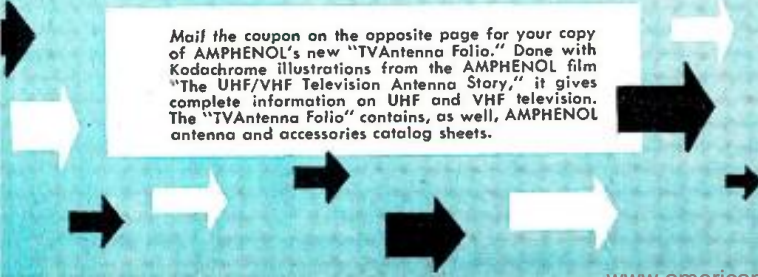 Mail the coupon on the opposite page for your copy
of AMPHENOL's new "TVAntenna Folio." Done with
Kodachrome illustrations from the AMPHENOL film
"The UHF/VHF Television Antenna Story," it gives
complete information on UHF and VHF television.
The "TVAntenna Folio" contains, as well, AMPHENOL
antenna and accessories catalog sheets.